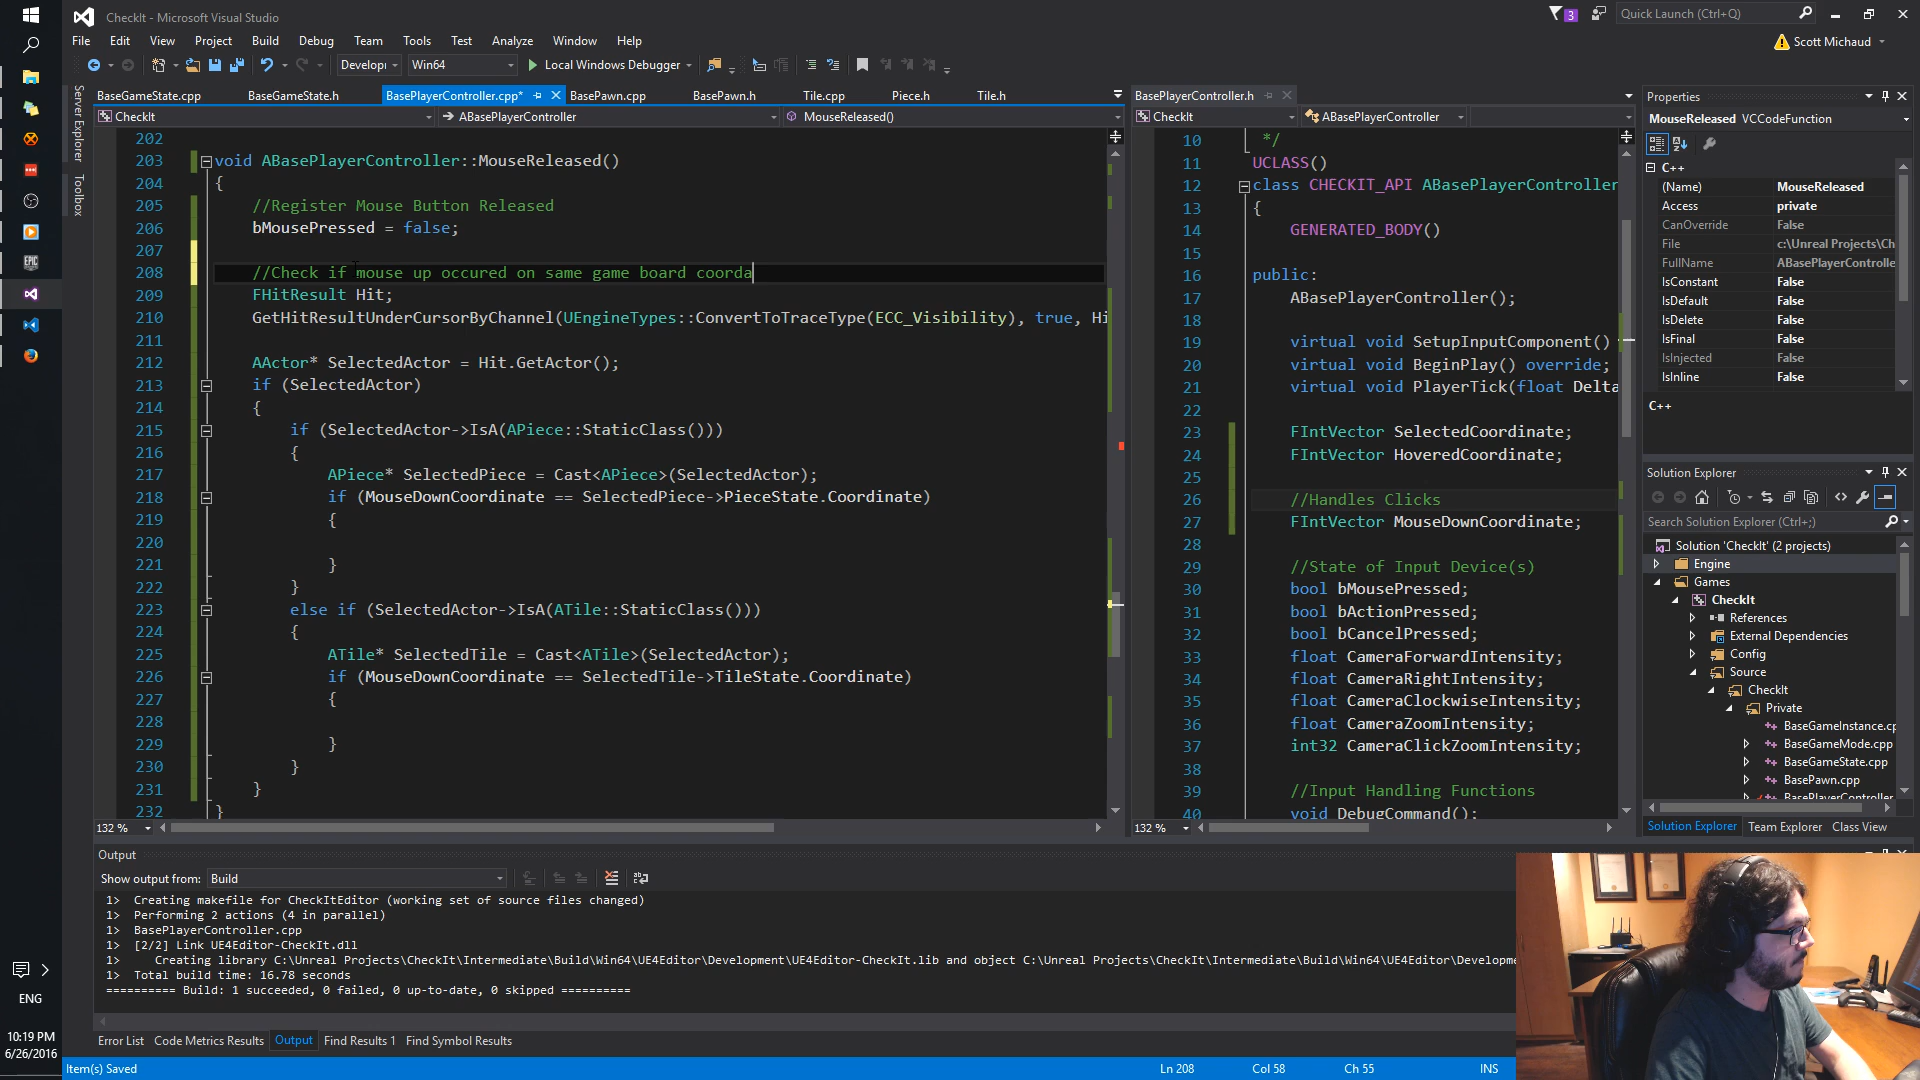 CheckIt - Microsoft Visual Studio
3
Quick Launch (Ctrl+Q)
File Edit View Project Build Debug Team Tools Test Analyze Window Help
Scott Michaud
Develop Win64 Local Windows Debugger
Server Explorer
Toolbox
BaseGameState.cpp BaseGameState.h BasePlayerController.cpp* BasePawn.cpp BasePawn.h Tile.cpp Piece.h Tile.h
CheckIt ABasePlayerController MouseReleased()
202
203 void ABasePlayerController::MouseReleased()
204 {
205 //Register Mouse Button Released
206 bMousePressed = false;
207
208 //Check if mouse up occured on same game board coorda
209 FHitResult Hit;
210 GetHitResultUnderCursorByChannel(UEngineTypes::ConvertToTraceType(ECC_Visibility), true, Hi
211
212 AActor* SelectedActor = Hit.GetActor();
213 if (SelectedActor)
214 {
215 if (SelectedActor->IsA(APiece::StaticClass()))
216 {
217 APiece* SelectedPiece = Cast<APiece>(SelectedActor);
218 if (MouseDownCoordinate == SelectedPiece->PieceState.Coordinate)
219 {
220
221 }
222 }
223 else if (SelectedActor->IsA(ATile::StaticClass()))
224 {
225 ATile* SelectedTile = Cast<ATile>(SelectedActor);
226 if (MouseDownCoordinate == SelectedTile->TileState.Coordinate)
227 {
228
229 }
230 }
231 }
232 }
132 %
BasePlayerController.h
CheckIt ABasePlayerController
10 */
11 UCLASS()
12 class CHECKIT_API ABasePlayerController
13 {
14 GENERATED_BODY()
15
16 public:
17 ABasePlayerController();
18
19 virtual void SetupInputComponent()
20 virtual void BeginPlay() override;
21 virtual void PlayerTick(float Delta
22
23 FIntVector SelectedCoordinate;
24 FIntVector HoveredCoordinate;
25
26 //Handles Clicks
27 FIntVector MouseDownCoordinate;
28
29 //State of Input Device(s)
30 bool bMousePressed;
31 bool bActionPressed;
32 bool bCancelPressed;
33 float CameraForwardIntensity;
34 float CameraRightIntensity;
35 float CameraClockwiseIntensity;
36 float CameraZoomIntensity;
37 int32 CameraClickZoomIntensity;
38
39 //Input Handling Functions
40 void DebugCommand();
132 %
Properties
MouseReleased VCCodeFunction
C++
(Name) MouseReleased
Access private
CanOverride False
File c:\Unreal Projects\Ch
FullName ABasePlayerControlle
IsConstant False
IsDefault False
IsDelete False
IsFinal False
IsInjected False
IsInline False
C++
Solution Explorer
Search Solution Explorer (Ctrl+;)
Solution 'CheckIt' (2 projects)
Engine
Games
CheckIt
References
External Dependencies
Config
Source
CheckIt
Private
BaseGameInstance.cp
BaseGameMode.cpp
BaseGameState.cpp
BasePawn.cpp
BasePlayerController
Solution Explorer Team Explorer Class View
Output
Show output from: Build
1> Creating makefile for CheckItEditor (working set of source files changed)
1> Performing 2 actions (4 in parallel)
1> BasePlayerController.cpp
1> [2/2] Link UE4Editor-CheckIt.dll
1> Creating library C:\Unreal Projects\CheckIt\Intermediate\Build\Win64\UE4Editor\Development\UE4Editor-CheckIt.lib and object C:\Unreal Projects\CheckIt\Intermediate\Build\Win64\UE4Editor\Developme
1> Total build time: 16.78 seconds
========== Build: 1 succeeded, 0 failed, 0 up-to-date, 0 skipped ==========
Error List Code Metrics Results Output Find Results 1 Find Symbol Results
Item(s) Saved Ln 208 Col 58 Ch 55 INS
EPIC
ENG
10:19 PM
6/26/2016